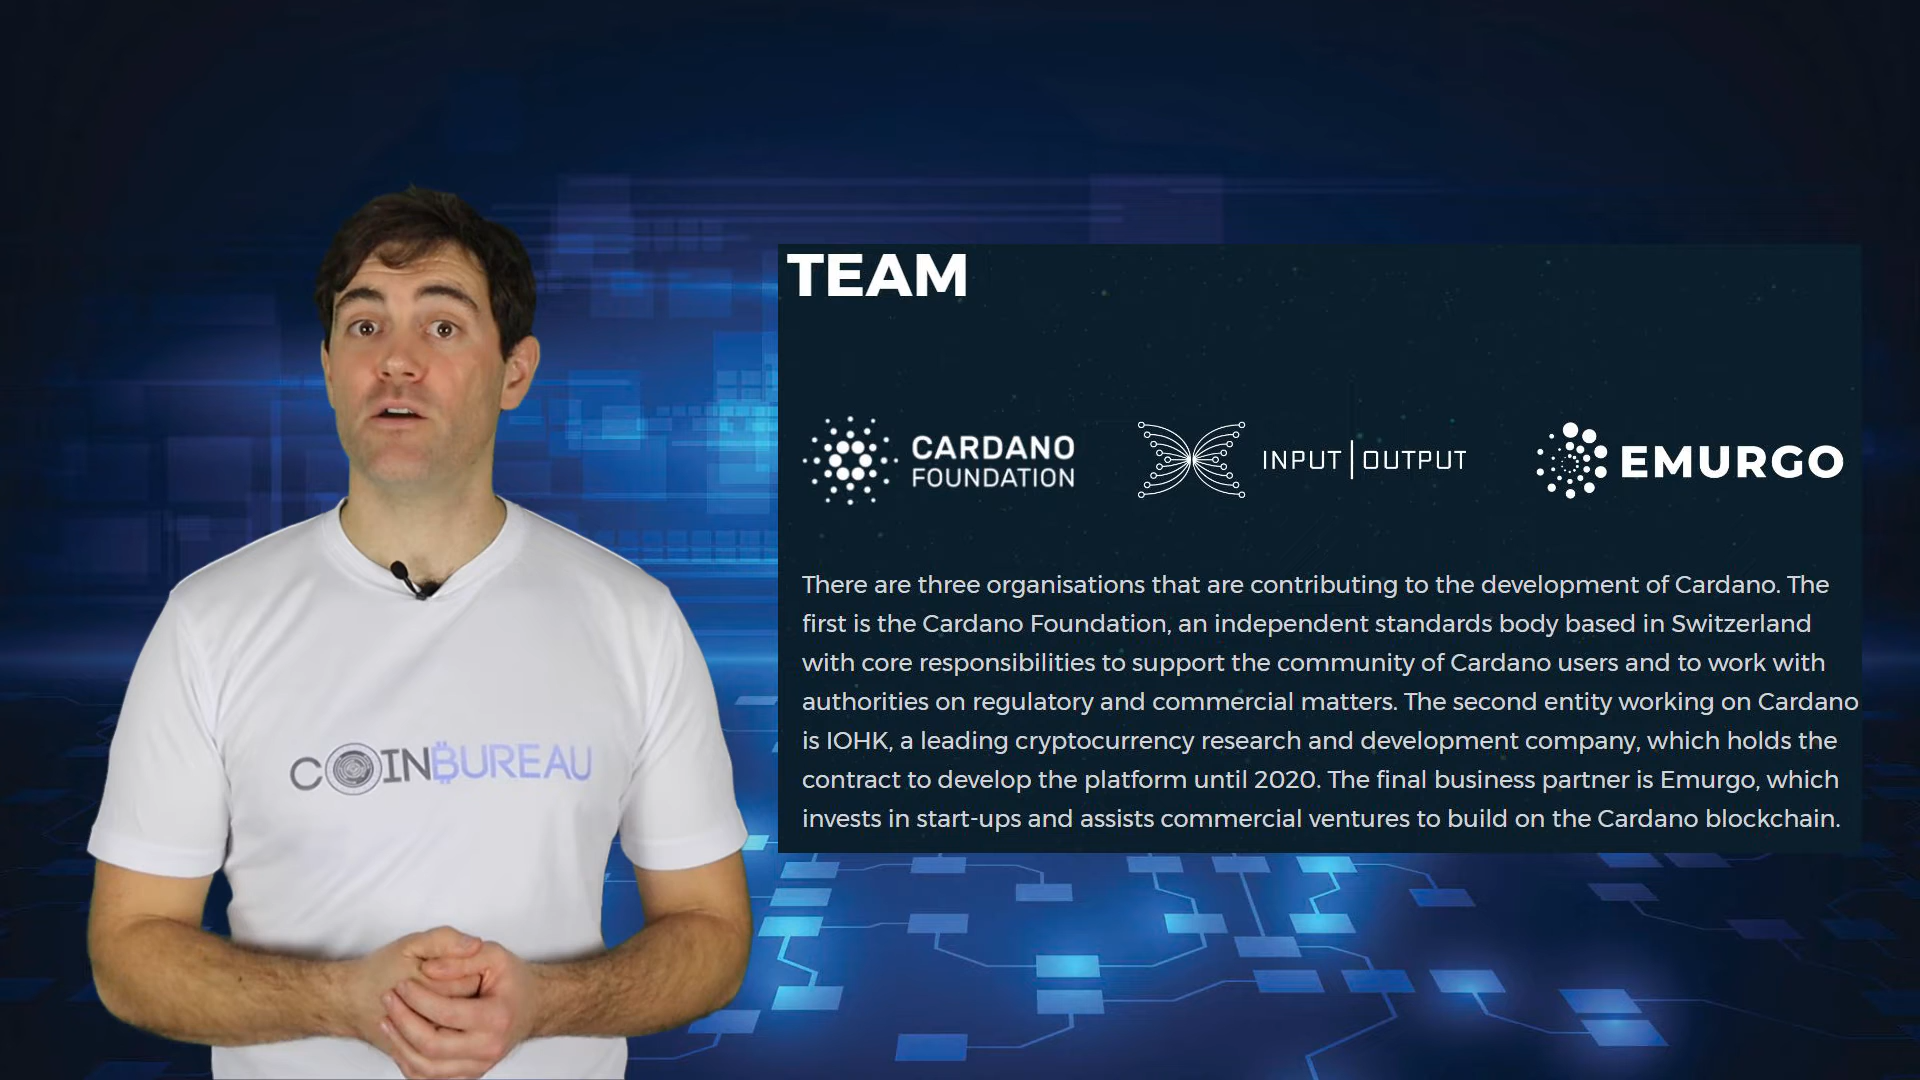 TEAM
CARDANO
FOUNDATION
INPUT | OUTPUT
EMURGO
There are three organisations that are contributing to the development of Cardano. The
first is the Cardano Foundation, an independent standards body based in Switzerland
with core responsibilities to support the community of Cardano users and to work with
authorities on regulatory and commercial matters. The second entity working on Cardano
is IOHK, a leading cryptocurrency research and development company, which holds the
contract to develop the platform until 2020. The final business partner is Emurgo, which
invests in start-ups and assists commercial ventures to build on the Cardano blockchain.
COINBUREAU